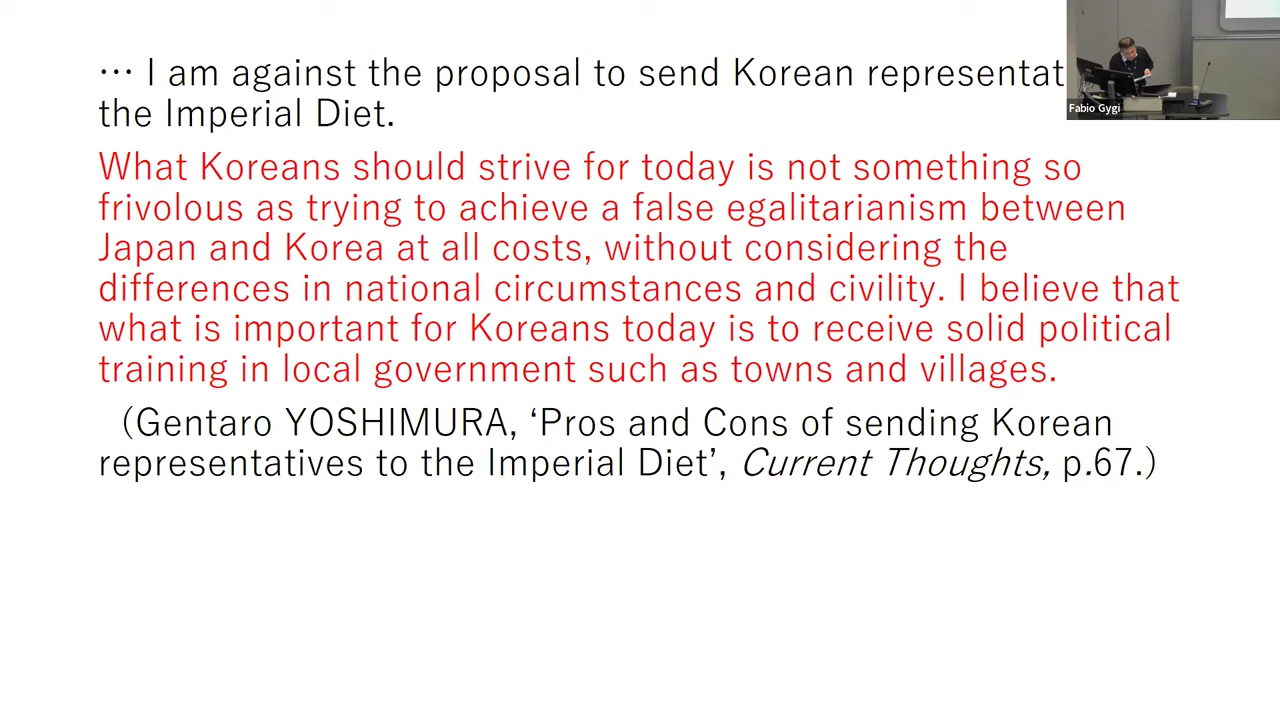 … I am against the proposal to send Korean representat
the Imperial Diet.
What Koreans should strive for today is not something so
frivolous as trying to achieve a false egalitarianism between
Japan and Korea at all costs, without considering the
differences in national circumstances and civility. I believe that
what is important for Koreans today is to receive solid political
training in local government such as towns and villages.
(Gentaro YOSHIMURA, ‘Pros and Cons of sending Korean
representatives to the Imperial Diet’, Current Thoughts, p.67.)
Fabio Gygi